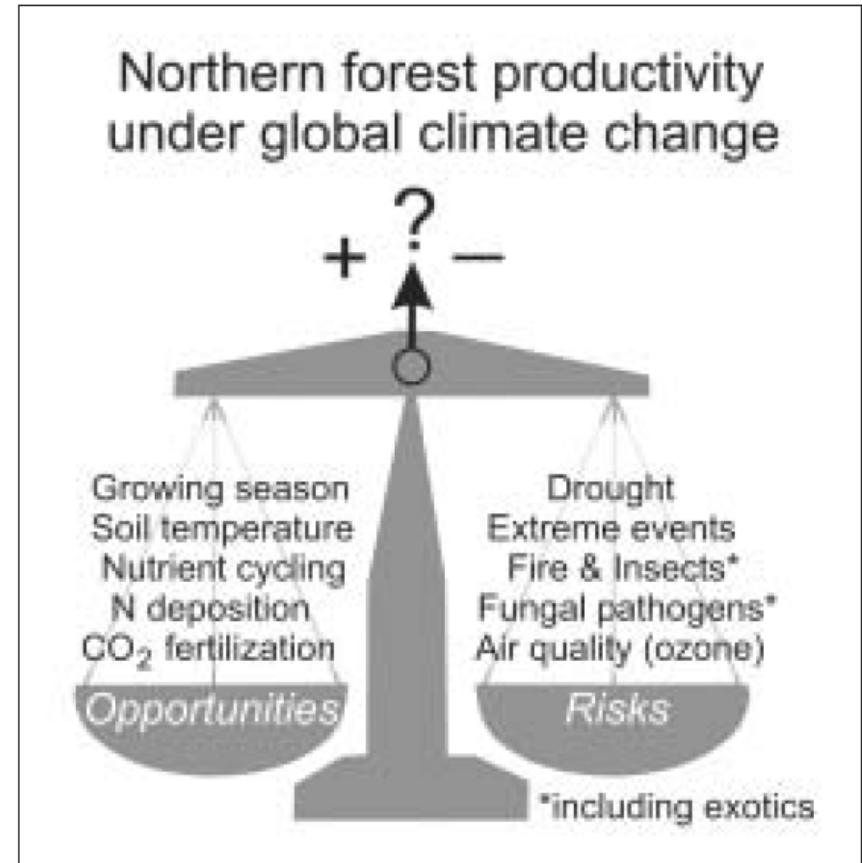 Northern forest productivity
under global climate change
?
+ –
Growing season
Soil temperature
Nutrient cycling
N deposition
CO₂ fertilization
Opportunities
Drought
Extreme events
Fire & Insects*
Fungal pathogens*
Air quality (ozone)
Risks
*including exotics